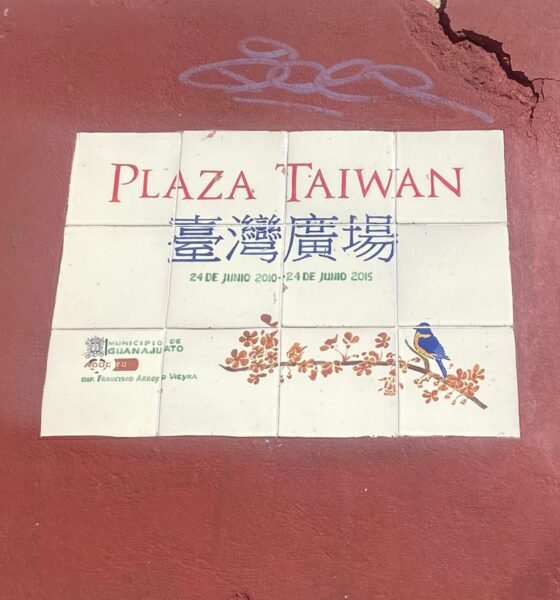 PLAZA TAIWAN
臺灣廣場
24 DE JUNIO 2010--24 DE JUNIO 2015
MUNICIPIO DE
GUANAJUATO
DIP. FRANCISCO ARROYO VIEYRA